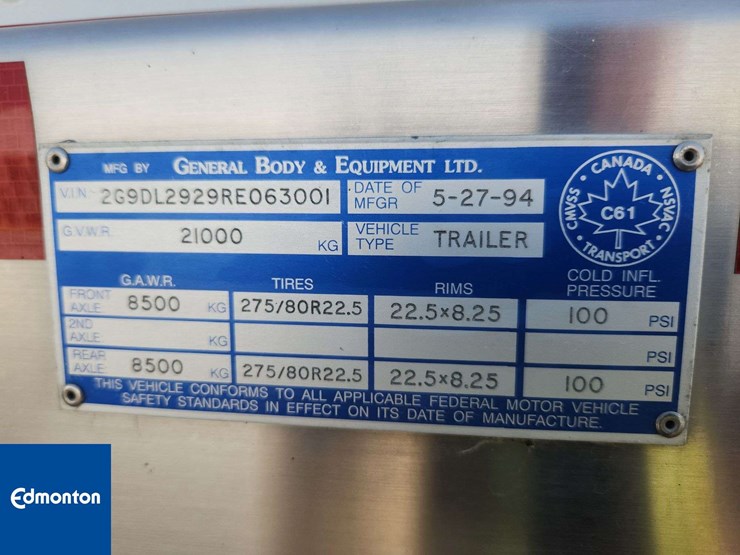 MFG BY GENERAL BODY & EQUIPMENT LTD.
V.I.N. 2G9DL2929RE063001 DATE OF MFGR 5-27-94
G.V.W.R. 21000 KG VEHICLE TYPE TRAILER
CANADA
CMVSS C61 NSVAC
TRANSPORT
G.A.W.R. TIRES RIMS COLD INFL. PRESSURE
FRONT AXLE 8500 KG 275/80R22.5 22.5x8.25 100 PSI
2ND AXLE KG PSI
REAR AXLE 8500 KG 275/80R22.5 22.5x8.25 100 PSI
THIS VEHICLE CONFORMS TO ALL APPLICABLE FEDERAL MOTOR VEHICLE
SAFETY STANDARDS IN EFFECT ON ITS DATE OF MANUFACTURE.
Edmonton